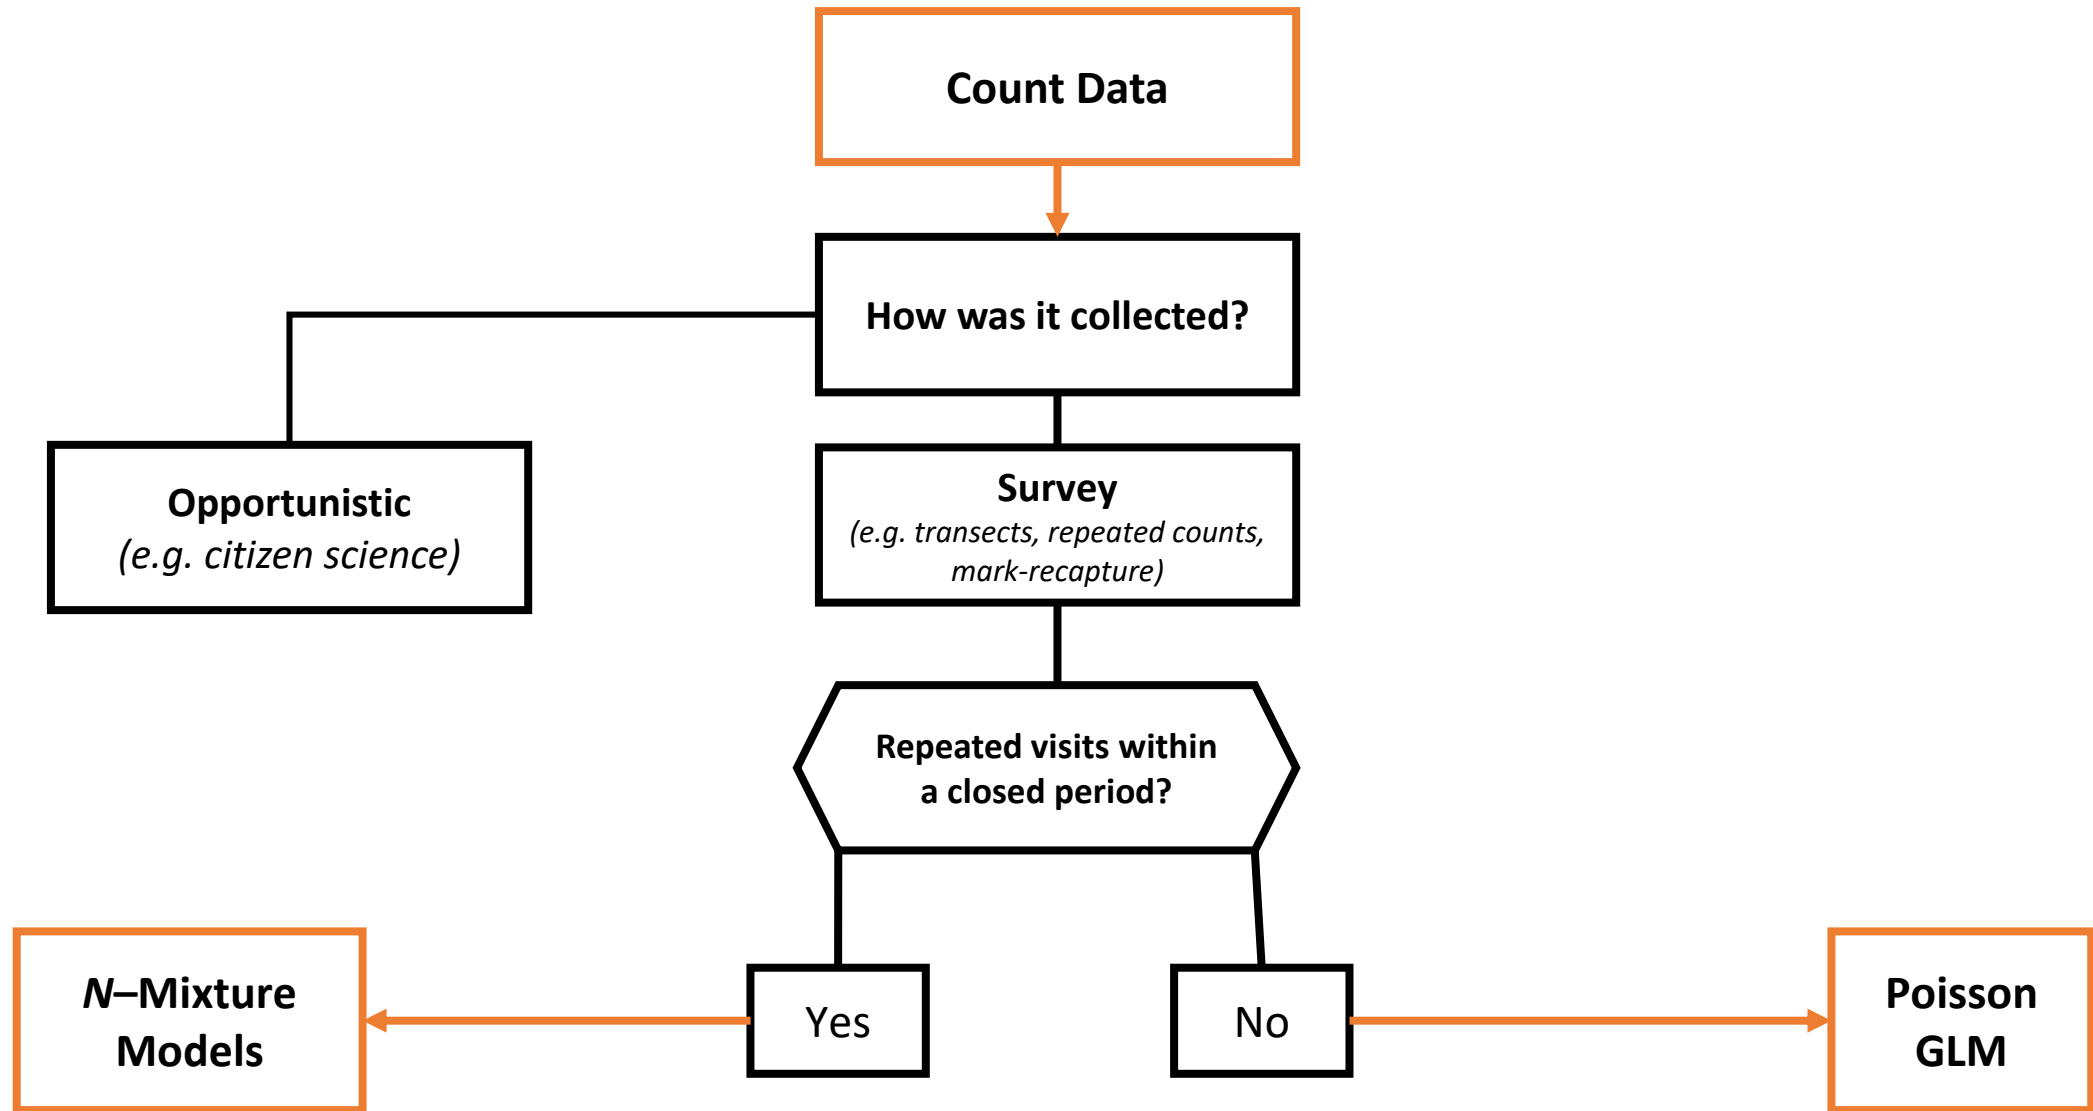 Count Data
How was it collected?
Opportunistic
(e.g. citizen science)
Survey
(e.g. transects, repeated counts,
mark-recapture)
Repeated visits within
a closed period?
Yes
No
N–Mixture
Models
Poisson
GLM